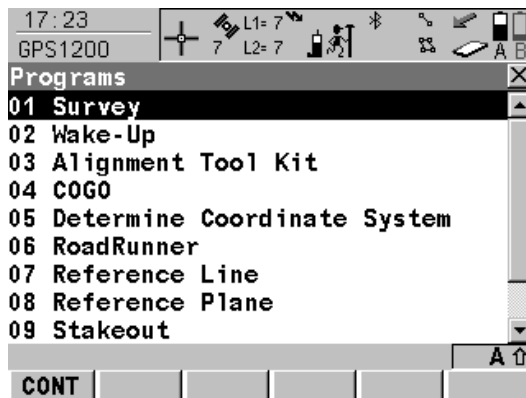 17:23
GPS1200
7
L1= 7
L2= 7
A B
Programs
01 Survey
02 Wake-Up
03 Alignment Tool Kit
04 COGO
05 Determine Coordinate System
06 RoadRunner
07 Reference Line
08 Reference Plane
09 Stakeout
A
CONT